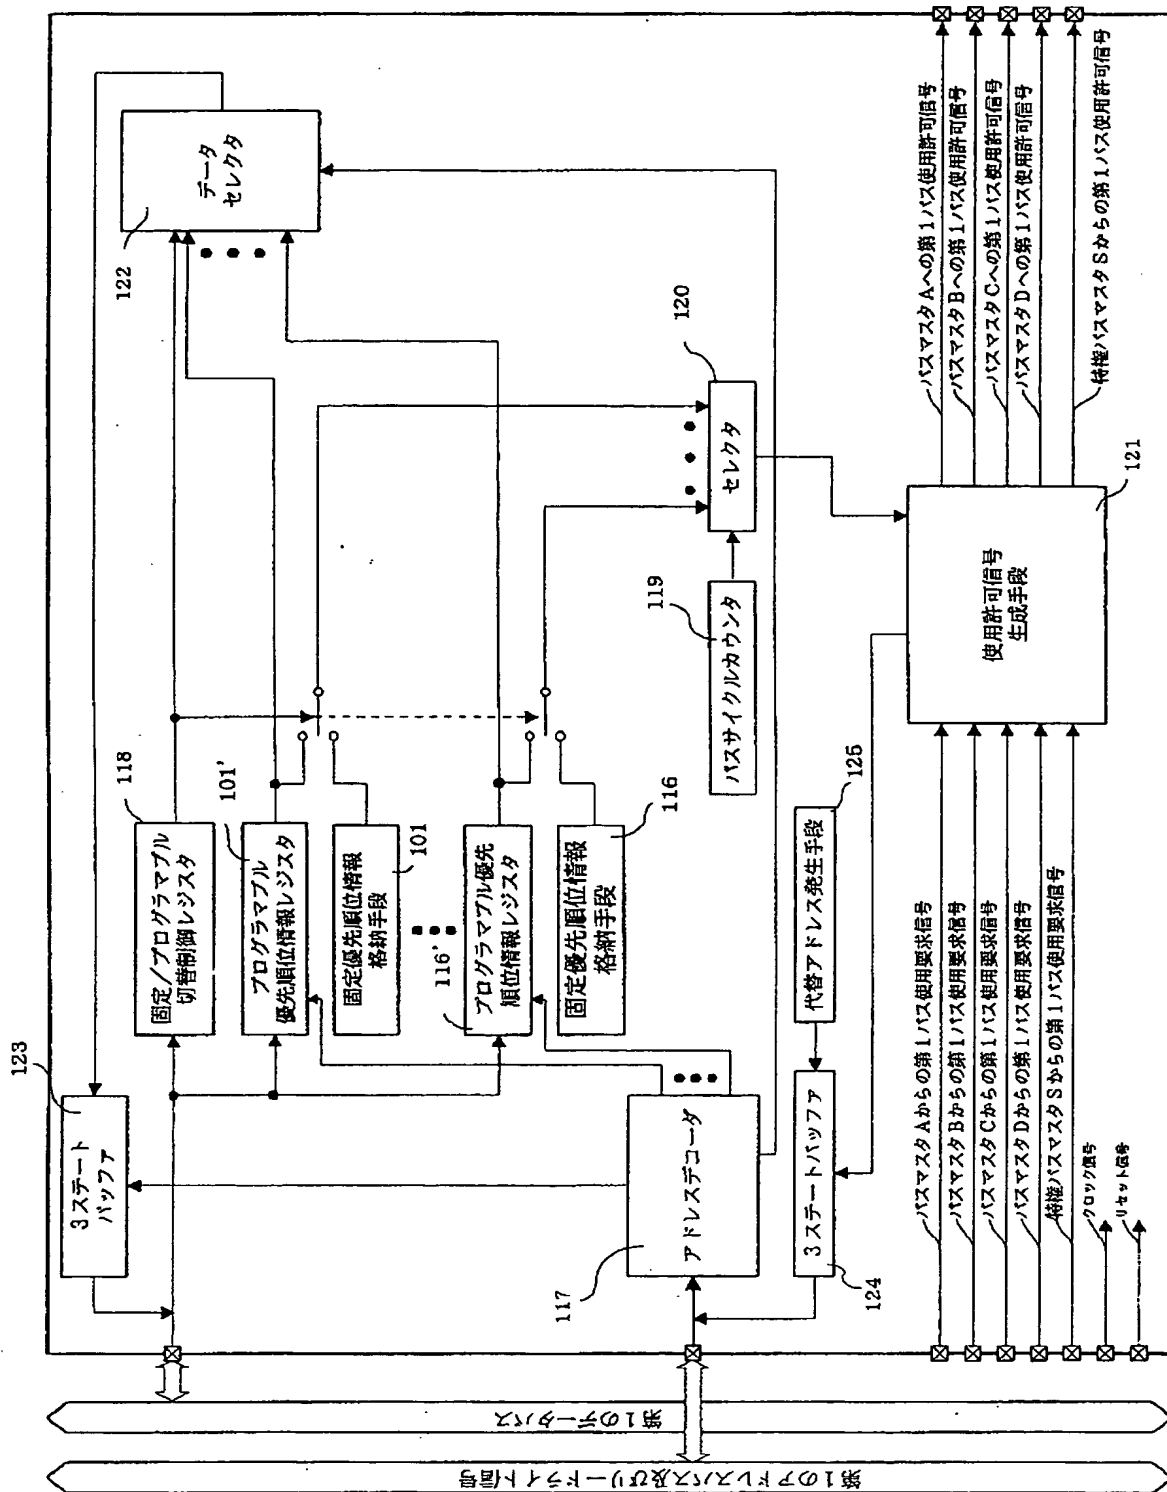 123
3ステート
バッファ
118
固定/プログラマブル
切替制御レジスタ
101'
プログラマブル
優先順位情報レジスタ
固定優先順位情報
格納手段
101
116'
プログラマブル優先
順位情報レジスタ
固定優先順位情報
格納手段
116
122
データ
セレクタ
120
セレクタ
119
バスサイクルカウンタ
117
アドレスデコーダ
125
代替アドレス発生手段
3ステートバッファ
124
121
使用許可信号
生成手段
バスマスタAからの第1バス使用要求信号
バスマスタBからの第1バス使用要求信号
バスマスタCからの第1バス使用要求信号
バスマスタDからの第1バス使用要求信号
特権バスマスタSからの第1バス使用要求信号
クロック信号
リセット信号
バスマスタAへの第1バス使用許可信号
バスマスタBへの第1バス使用許可信号
バスマスタCへの第1バス使用許可信号
バスマスタDへの第1バス使用許可信号
特権バスマスタSからの第1バス使用許可信号
第1のデータバス
第1のアドレスバス及びリードライト信号